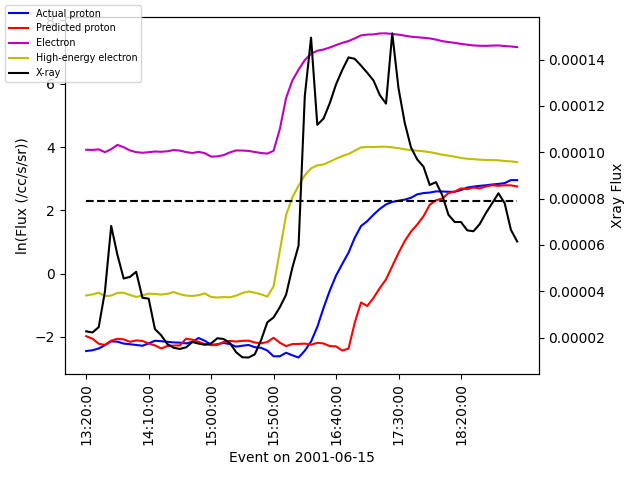 Actual proton
Predicted proton
Electron
High-energy electron
X-ray
6
4
2
0
−2
ln(Flux (/cc/s/sr))
0.00014
0.00012
0.00010
0.00008
0.00006
0.00004
0.00002
Xray Flux
13:20:00
14:10:00
15:00:00
15:50:00
16:40:00
17:30:00
18:20:00
Event on 2001-06-15